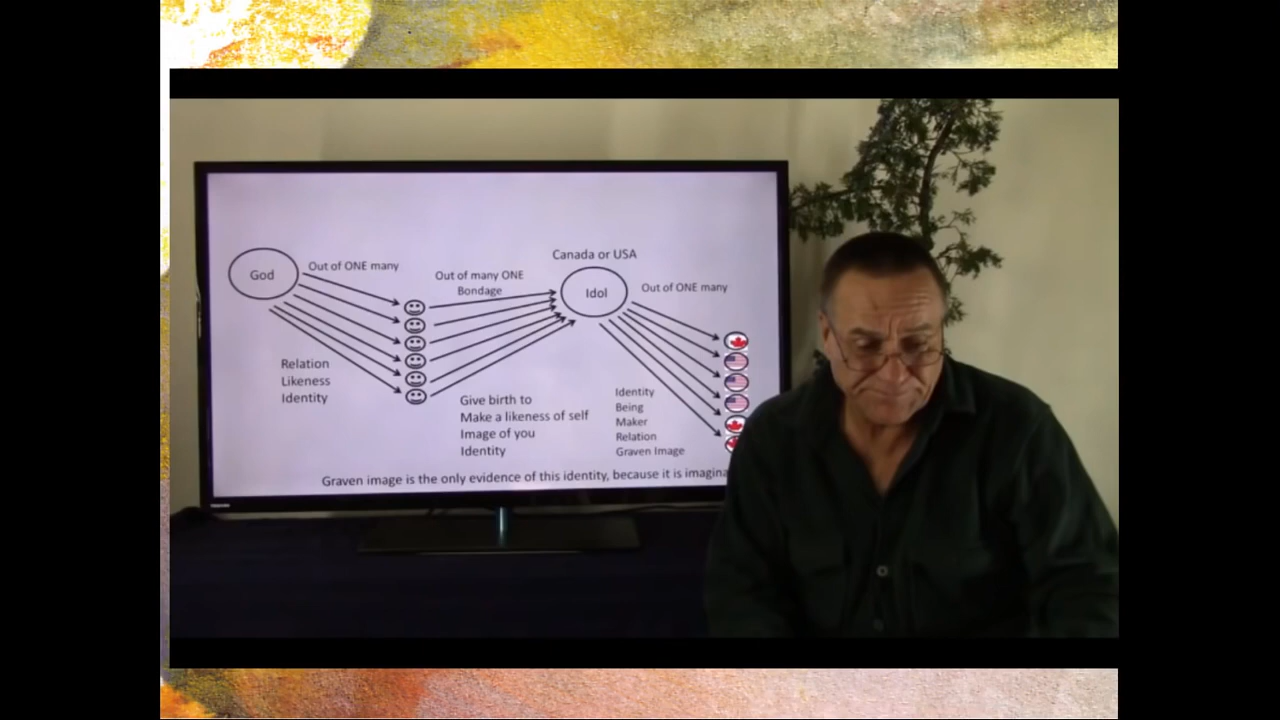 Canada or USA
God
Out of ONE many
Out of many ONE
Bondage
Idol
Out of ONE many
Relation
Likeness
Identity
Give birth to
Make a likeness of self
Image of you
Identity
Identity
Being
Maker
Relation
Graven Image
Graven image is the only evidence of this identity, because it is imagina
TOSHIBA